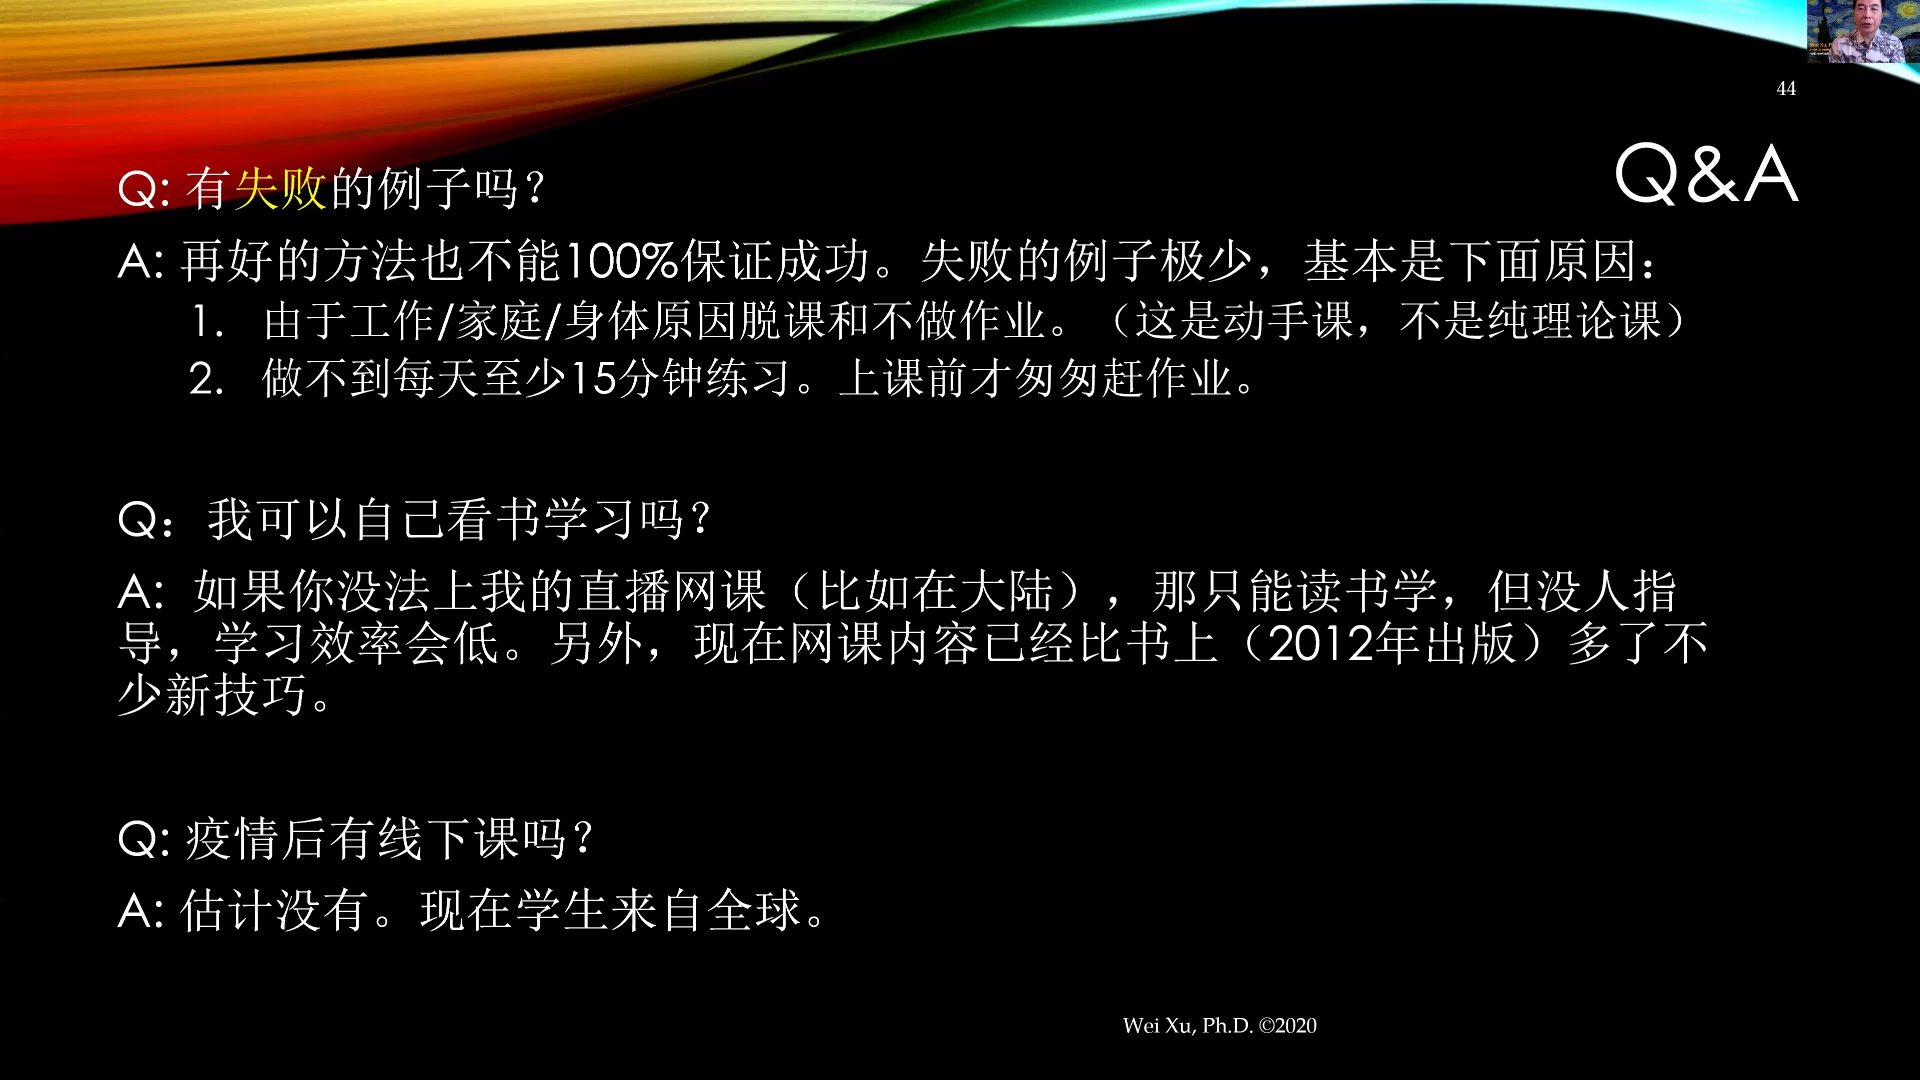 44
Q&A
Q: 有失败的例子吗？
A: 再好的方法也不能100%保证成功。失败的例子极少，基本是下面原因：
1. 由于工作/家庭/身体原因脱课和不做作业。（这是动手课，不是纯理论课）
2. 做不到每天至少15分钟练习。上课前才匆匆赶作业。
Q：我可以自己看书学习吗？
A: 如果你没法上我的直播网课（比如在大陆），那只能读书学，但没人指
导，学习效率会低。另外，现在网课内容已经比书上（2012年出版）多了不
少新技巧。
Q: 疫情后有线下课吗？
A: 估计没有。现在学生来自全球。
Wei Xu, Ph.D. ©2020